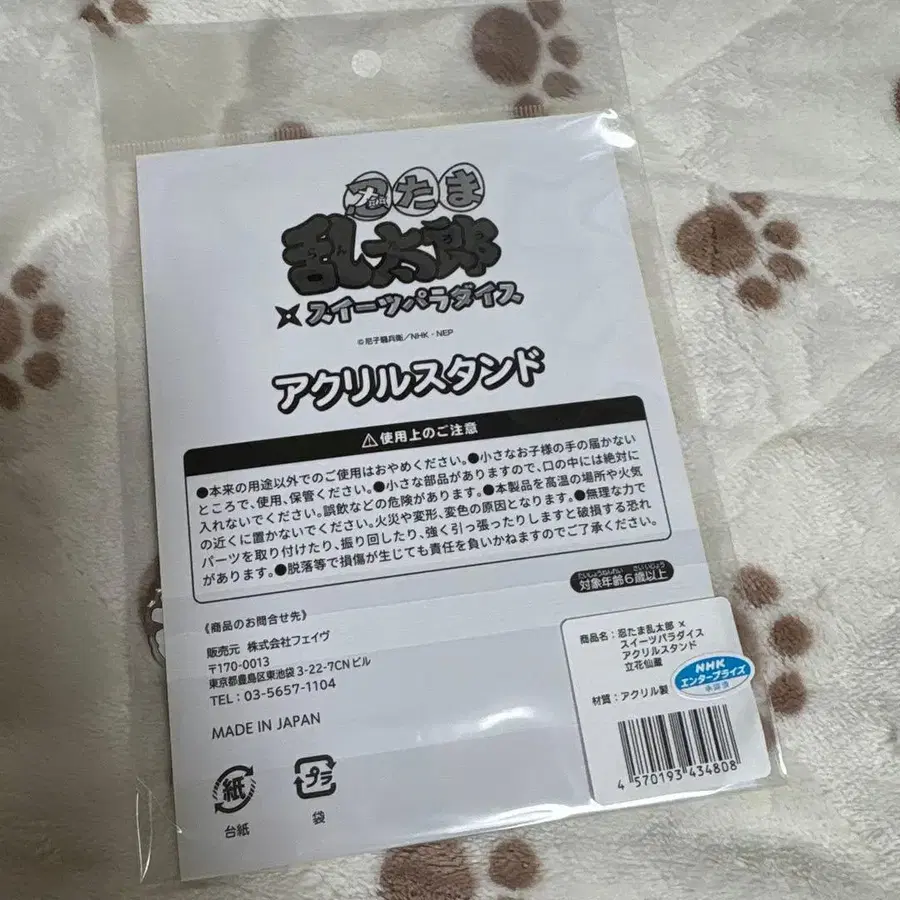 忍たま
乱太郎
×スイーツパラダイス
©尼子騒兵衛/NHK・NEP
アクリルスタンド
⚠使用上のご注意
●本来の用途以外でのご使用はおやめください。●小さなお子様の手の届かない
ところで、使用、保管ください。●小さな部品がありますので、口の中には絶対に
入れないでください。誤飲などの危険があります。●本製品を高温の場所や火気
の近くに置かないでください。火災や変形、変色の原因となります。●無理な力で
パーツを取り付けたり、振り回したり、強く引っ張ったりしますと破損する恐れ
があります。●脱落等で損傷が生じても責任を負いかねますのでご了承ください。
たいしょうねんれい さいいじょう
対象年齢6歳以上
《商品のお問合せ先》
販売元 株式会社フェイヴ
〒170-0013
東京都豊島区東池袋3-22-7CNビル
TEL:03-5657-1104
MADE IN JAPAN
紙
台紙
プラ
袋
商品名:忍たま乱太郎 ×
スイーツパラダイス
アクリルスタンド
立花仙蔵
材質:アクリル製
NHK
エンタープライズ
4 570193 434808